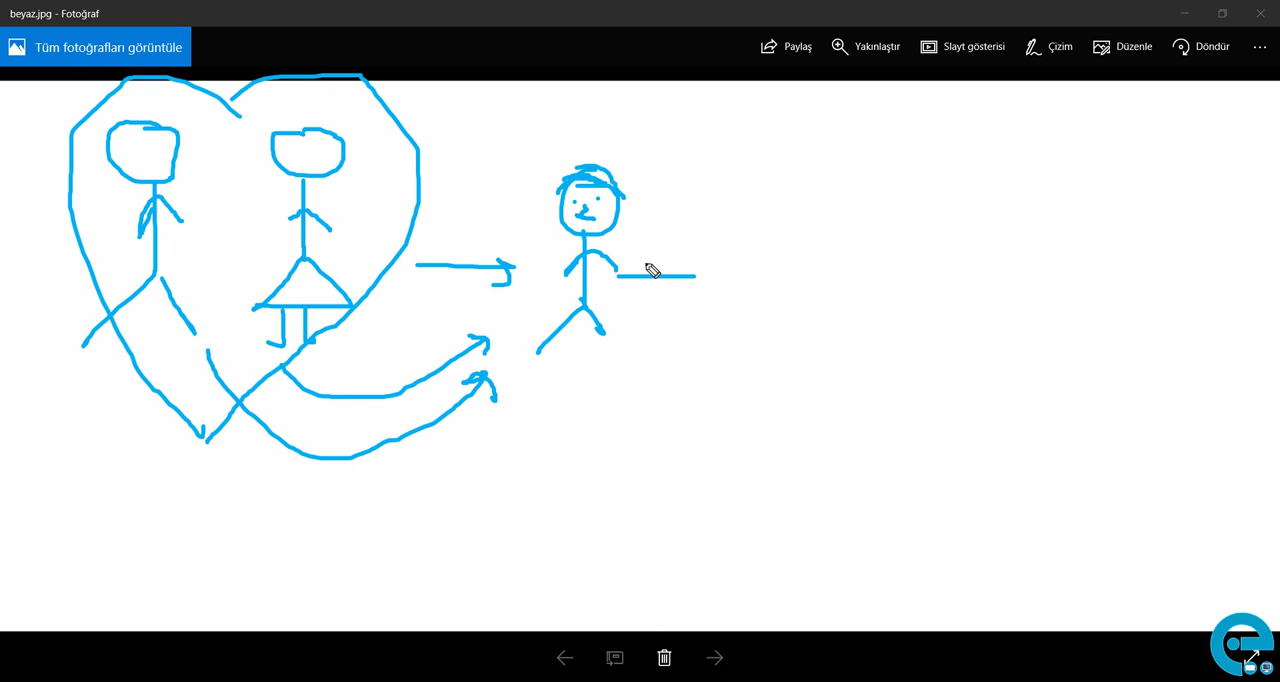 beyaz.jpg - Fotoğraf
Tüm fotoğrafları görüntüle
Paylaş
Yakınlaştır
Slayt gösterisi
Çizim
Düzenle
Döndür